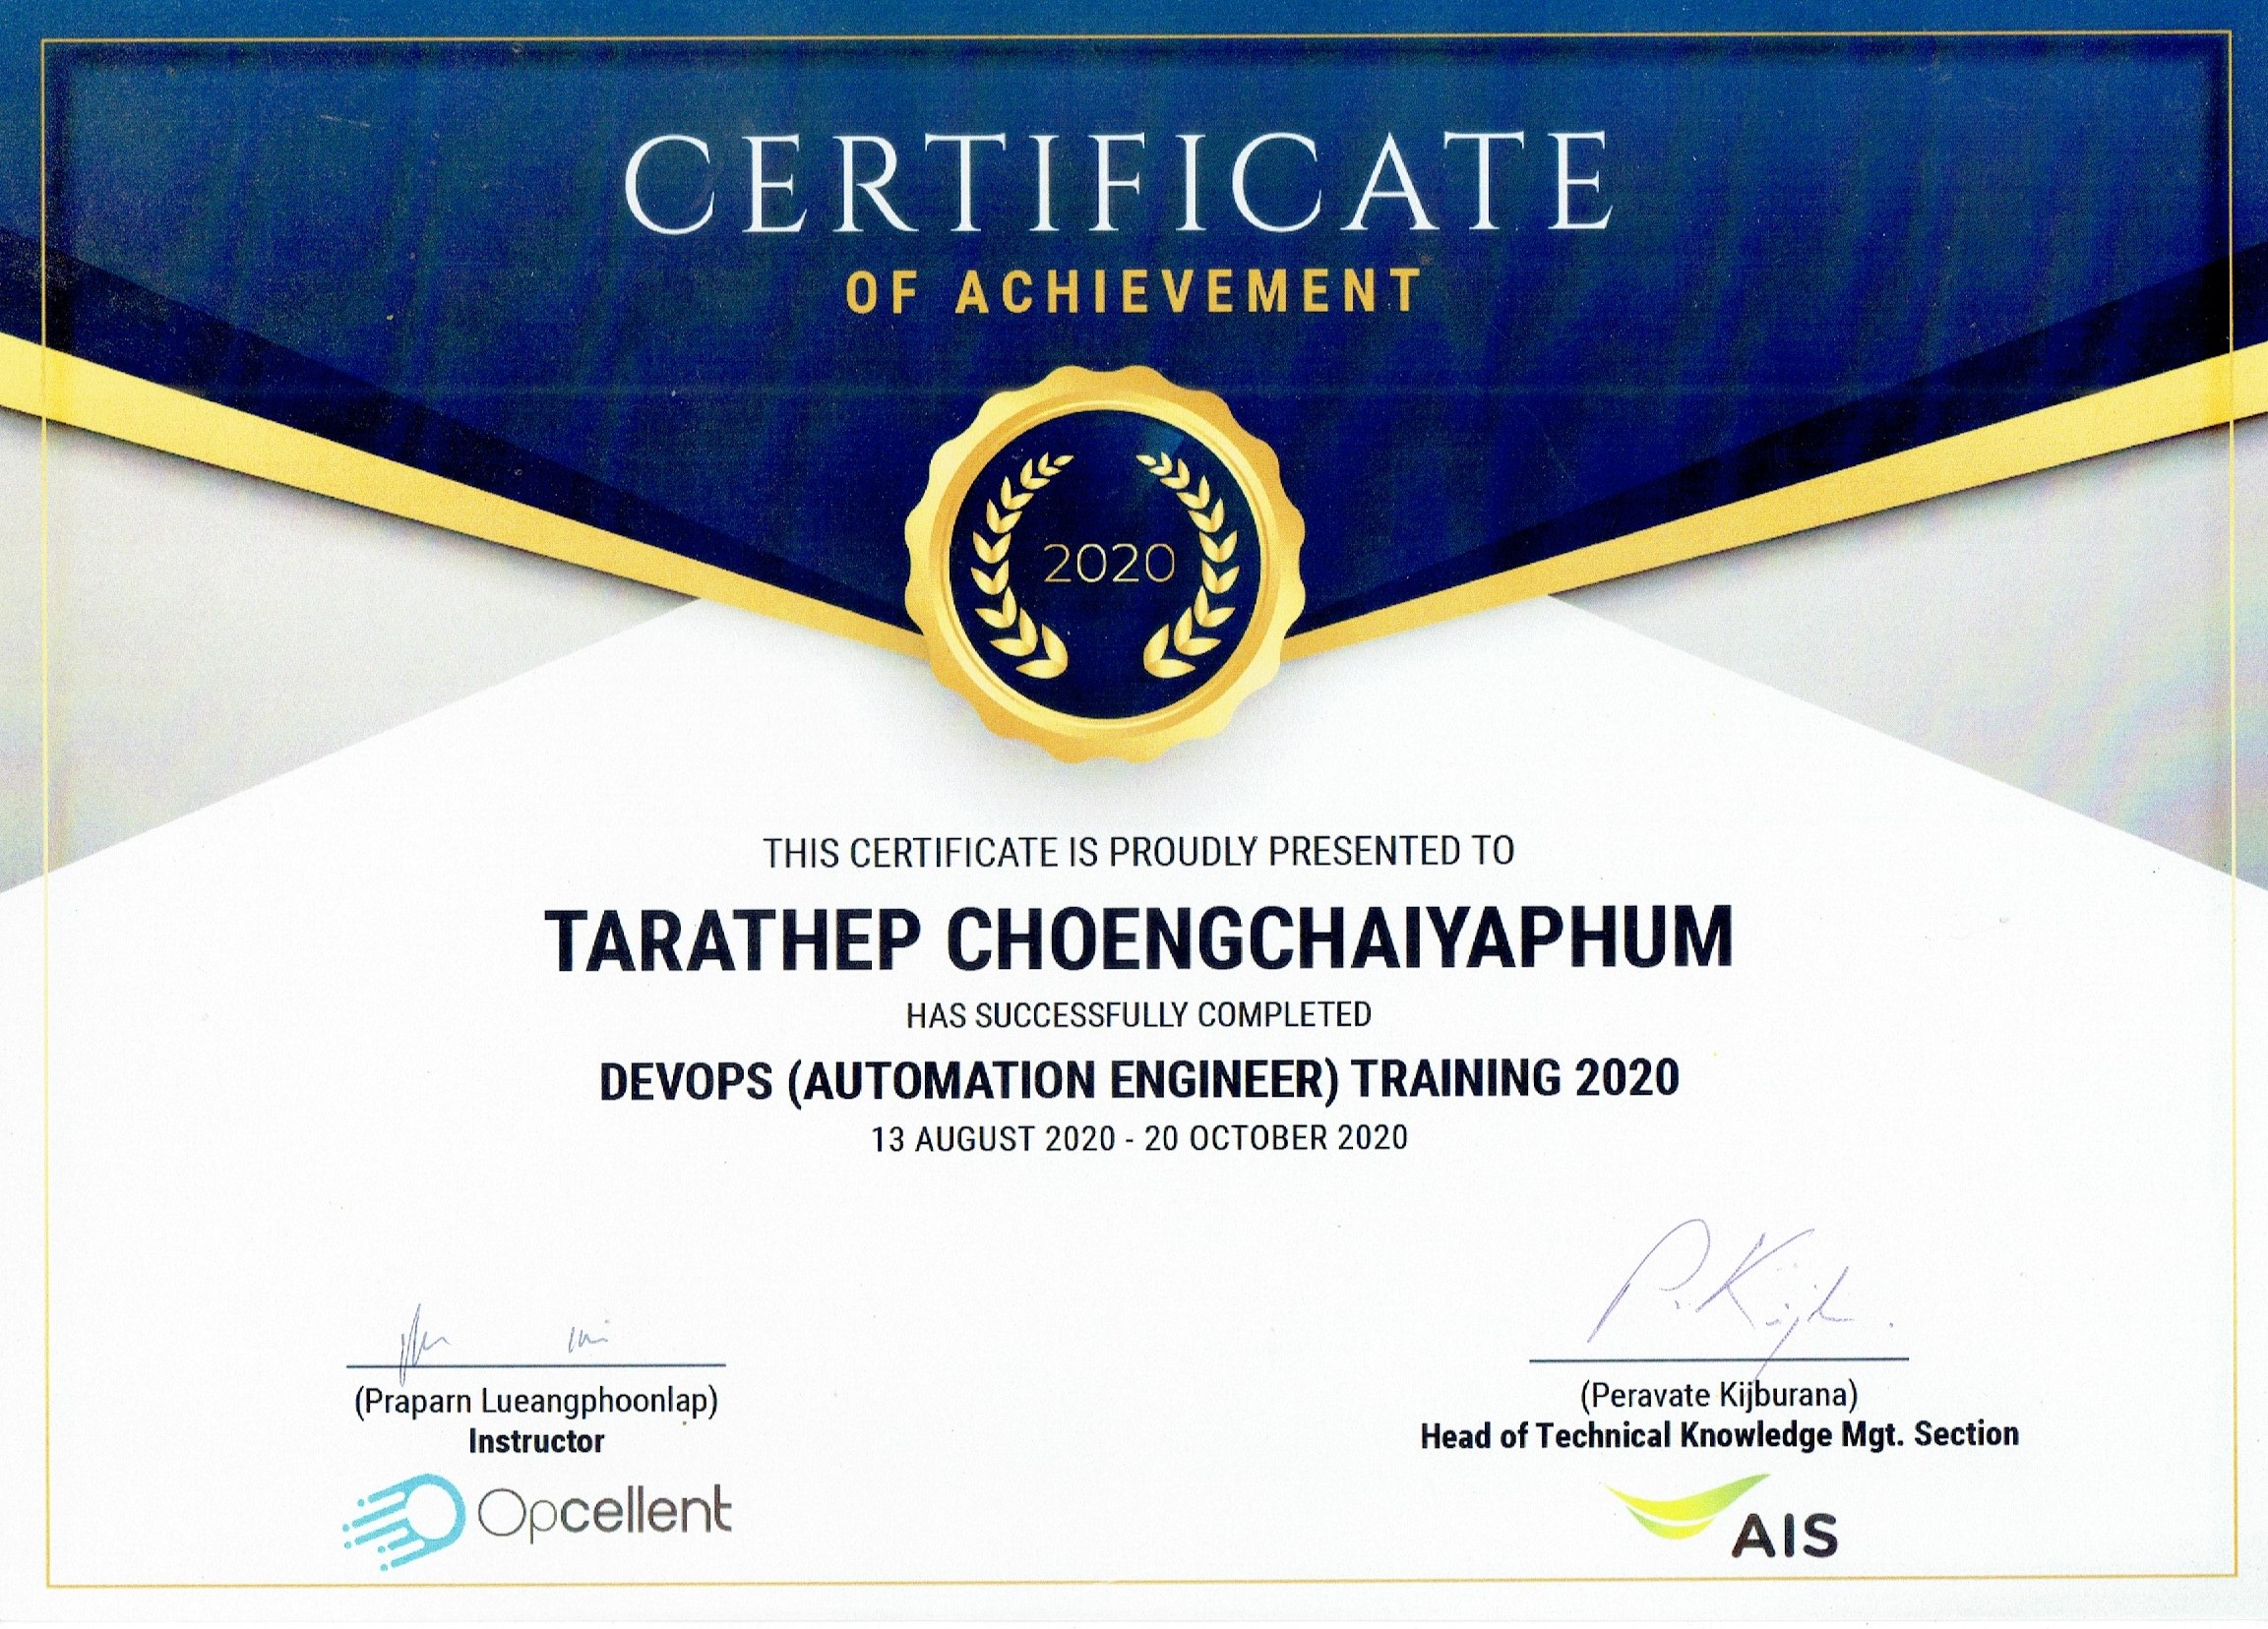 CERTIFICATE
OF ACHIEVEMENT
2020
THIS CERTIFICATE IS PROUDLY PRESENTED TO
TARATHEP CHOENGCHAIYAPHUM
HAS SUCCESSFULLY COMPLETED
DEVOPS (AUTOMATION ENGINEER) TRAINING 2020
13 AUGUST 2020 - 20 OCTOBER 2020
P. Kijb.
(Praparn Lueangphoonlap)
(Peravate Kijburana)
Instructor
Head of Technical Knowledge Mgt. Section
Opcellent
AIS